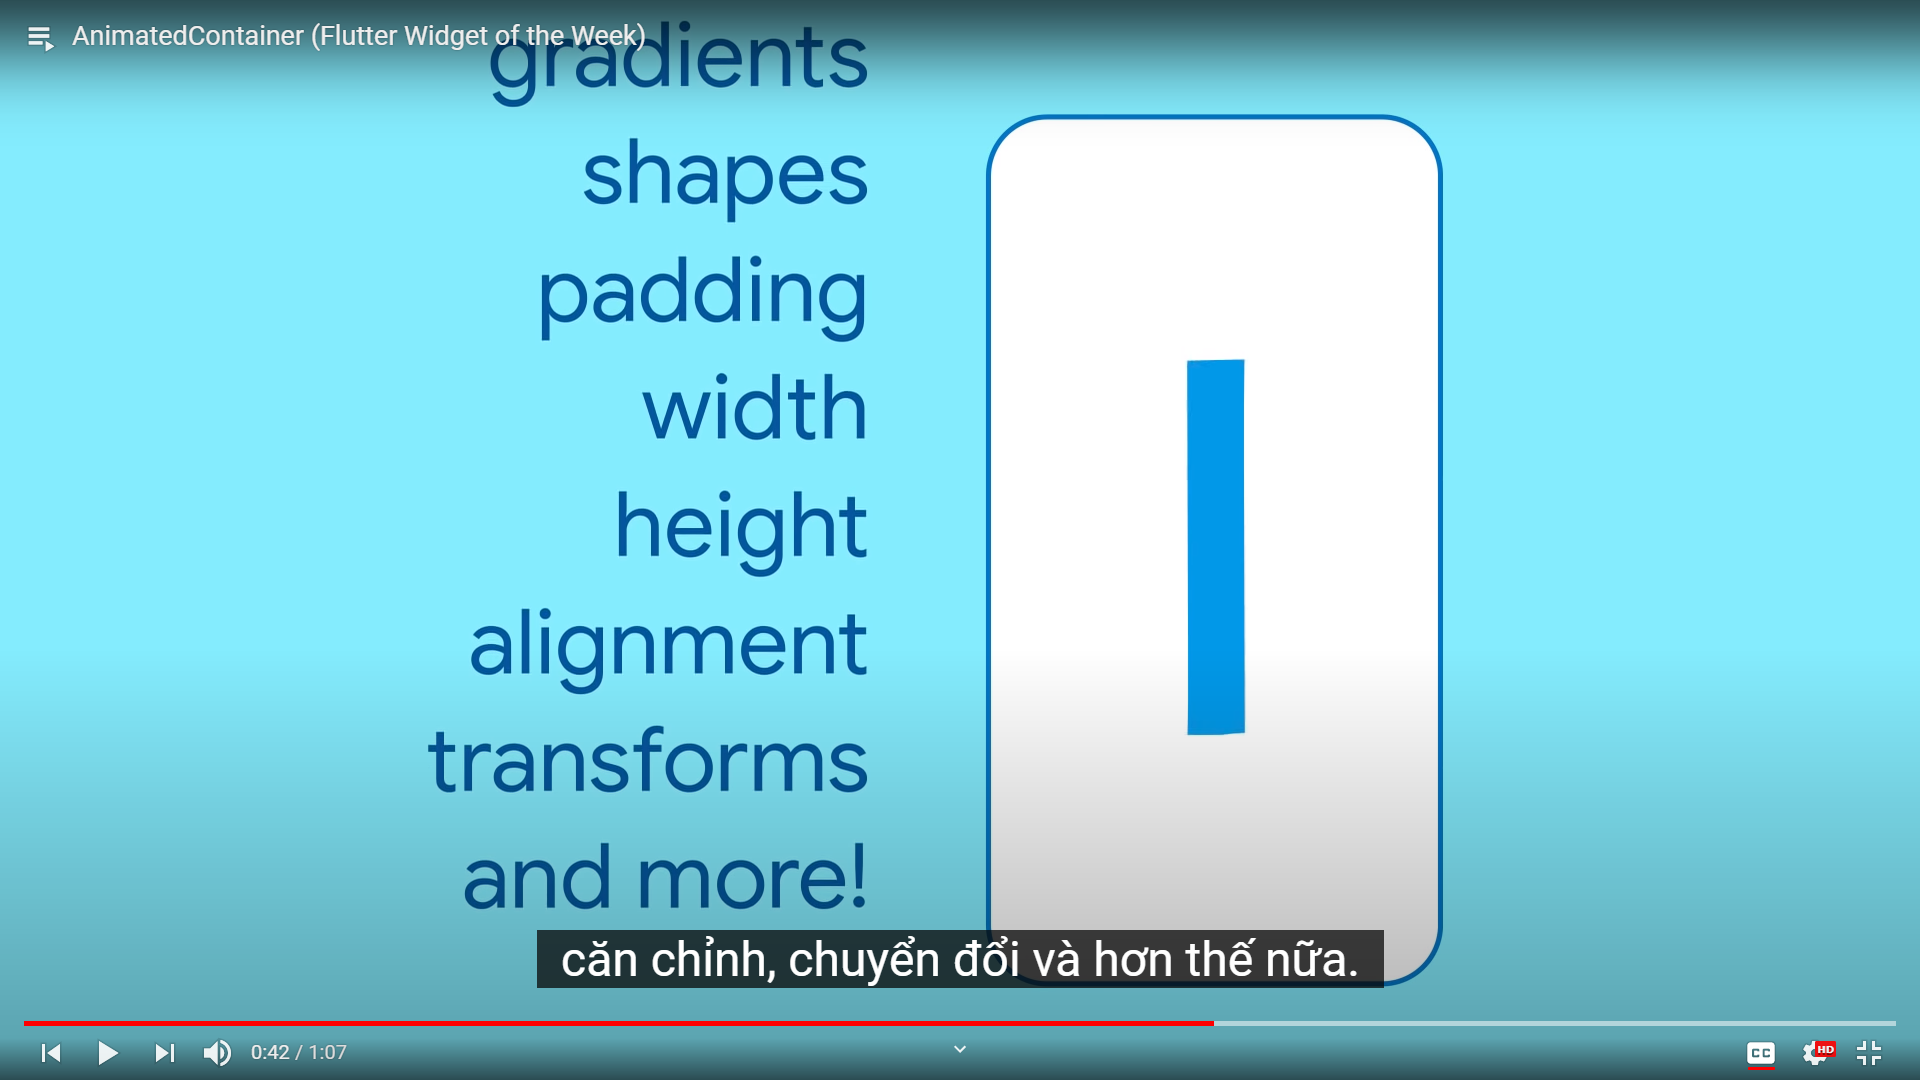 AnimatedContainer (Flutter Widget of the Week)
gradients
shapes
padding
width
height
alignment
transforms
and more!
căn chỉnh, chuyển đổi và hơn thế nữa.
0:42 / 1:07
CC
HD